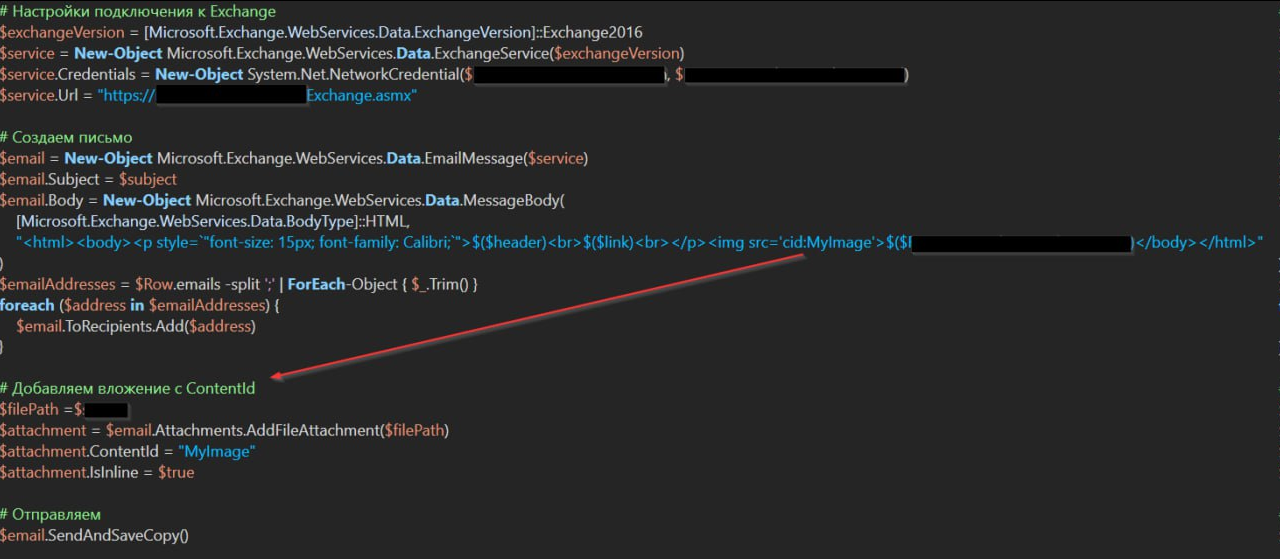 # Настройки подключения к Exchange
$exchangeVersion = [Microsoft.Exchange.WebServices.Data.ExchangeVersion]::Exchange2016
$service = New-Object Microsoft.Exchange.WebServices.Data.ExchangeService($exchangeVersion)
$service.Credentials = New-Object System.Net.NetworkCredential($ , $ )
$service.Url = "https:// Exchange.asmx"
# Создаем письмо
$email = New-Object Microsoft.Exchange.WebServices.Data.EmailMessage($service)
$email.Subject = $subject
$email.Body = New-Object Microsoft.Exchange.WebServices.Data.MessageBody(
[Microsoft.Exchange.WebServices.Data.BodyType]::HTML,
"<html><body><p style=`"font-size: 15px; font-family: Calibri;`">$($header)<br>$($link)<br></p><img src='cid:MyImage'>$($ )</body></html>"
)
$emailAddresses = $Row.emails -split ';' | ForEach-Object { $_.Trim() }
foreach ($address in $emailAddresses) {
$email.ToRecipients.Add($address)
}
# Добавляем вложение с ContentId
$filePath =$
$attachment = $email.Attachments.AddFileAttachment($filePath)
$attachment.ContentId = "MyImage"
$attachment.IsInline = $true
# Отправляем
$email.SendAndSaveCopy()